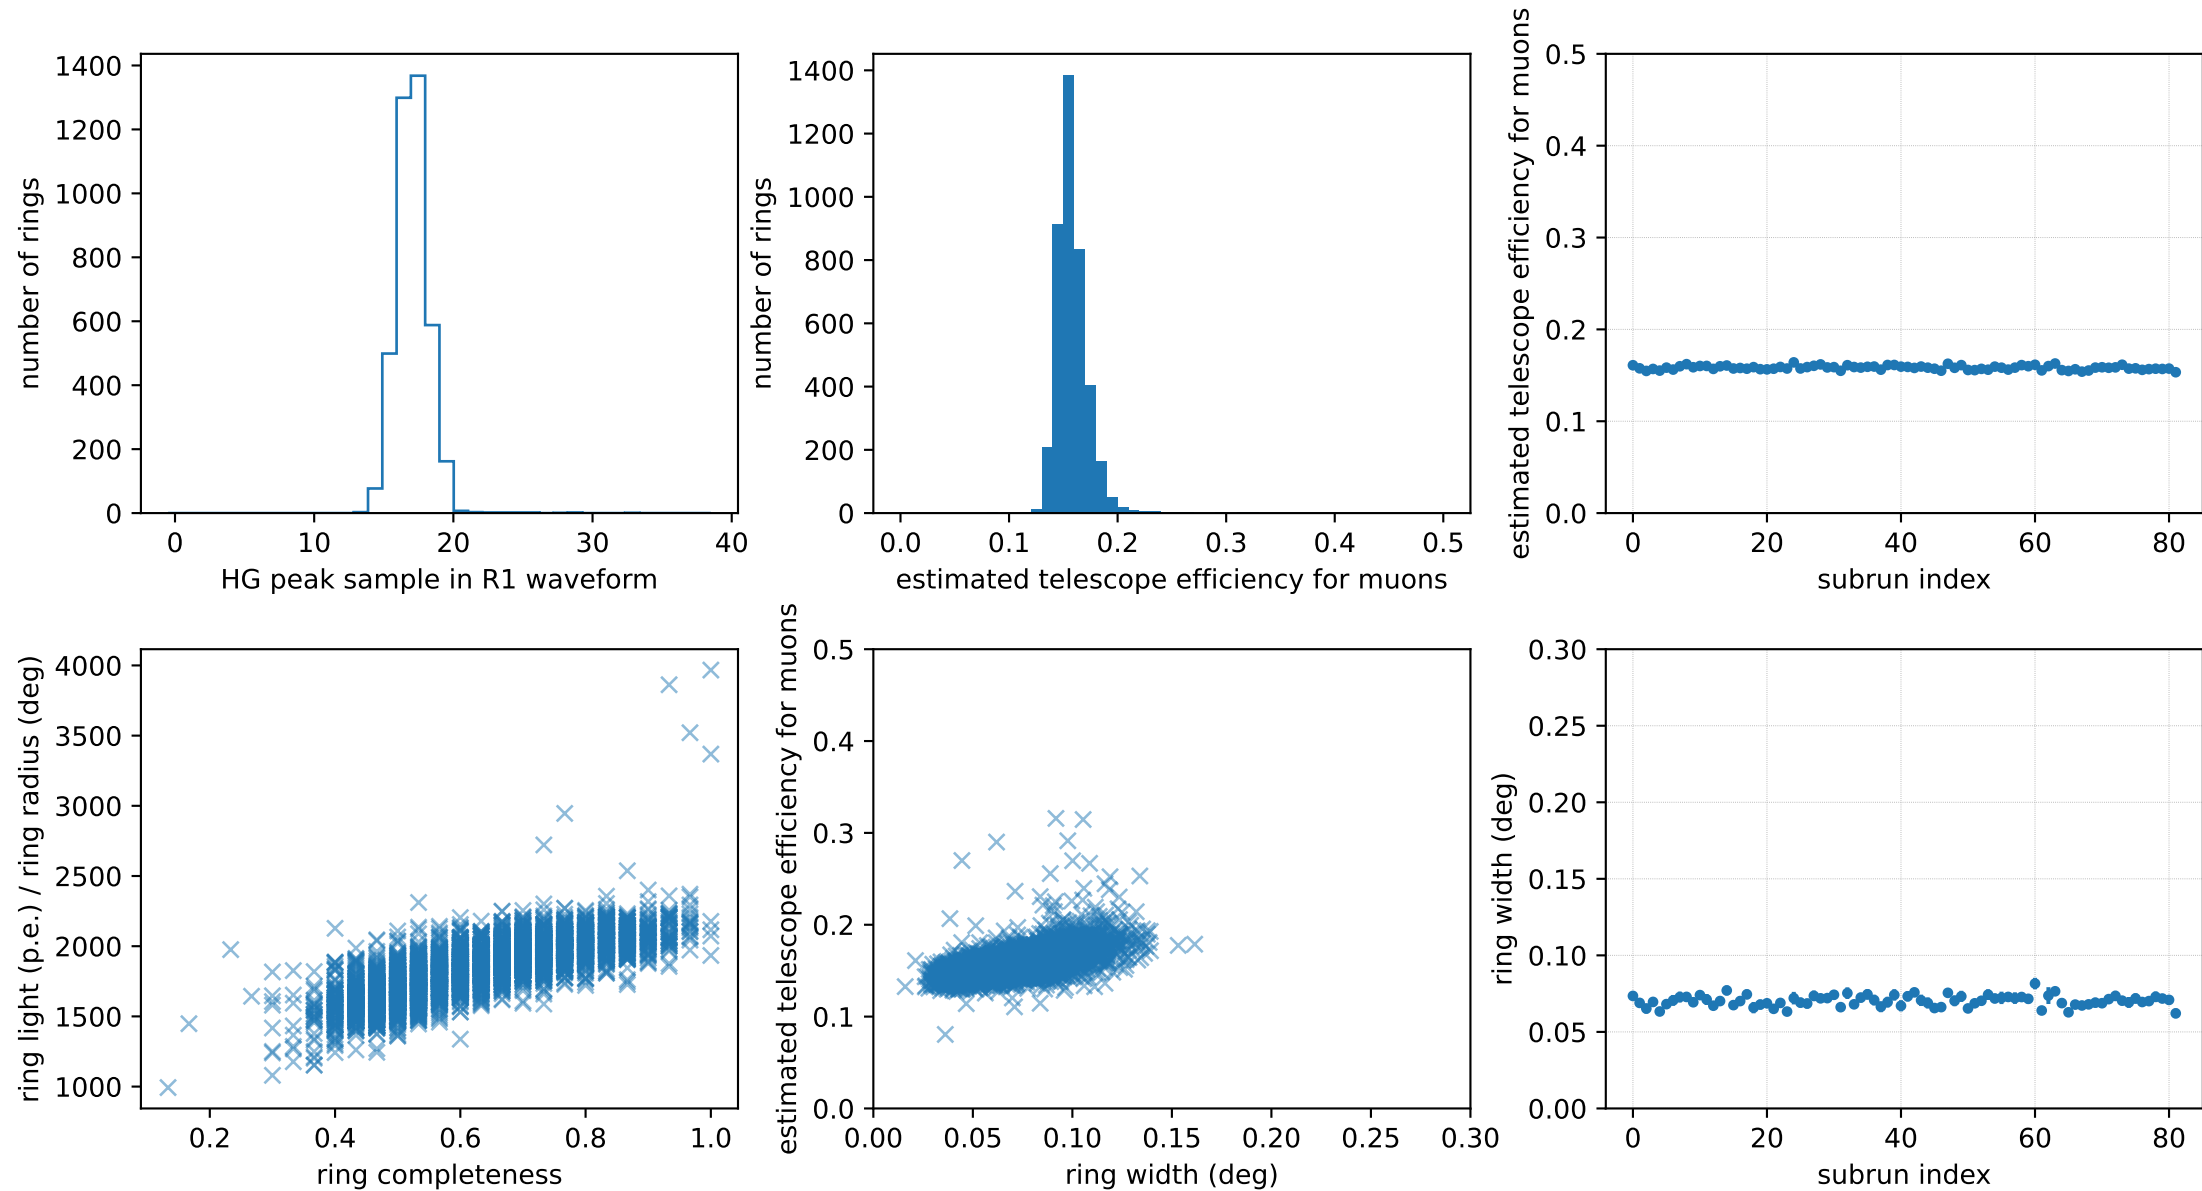 number of rings
1400
1200
1000
800
600
400
200
0
0 10 20 30 40
HG peak sample in R1 waveform
number of rings
1400
1200
1000
800
600
400
200
0
0.0 0.1 0.2 0.3 0.4 0.5
estimated telescope efficiency for muons
estimated telescope efficiency for muons
0.5
0.4
0.3
0.2
0.1
0.0
0 20 40 60 80
subrun index
ring light (p.e.) / ring radius (deg)
4000
3500
3000
2500
2000
1500
1000
0.2 0.4 0.6 0.8 1.0
ring completeness
estimated telescope efficiency for muons
0.5
0.4
0.3
0.2
0.1
0.0
0.00 0.05 0.10 0.15 0.20 0.25 0.30
ring width (deg)
ring width (deg)
0.30
0.25
0.20
0.15
0.10
0.05
0.00
0 20 40 60 80
subrun index